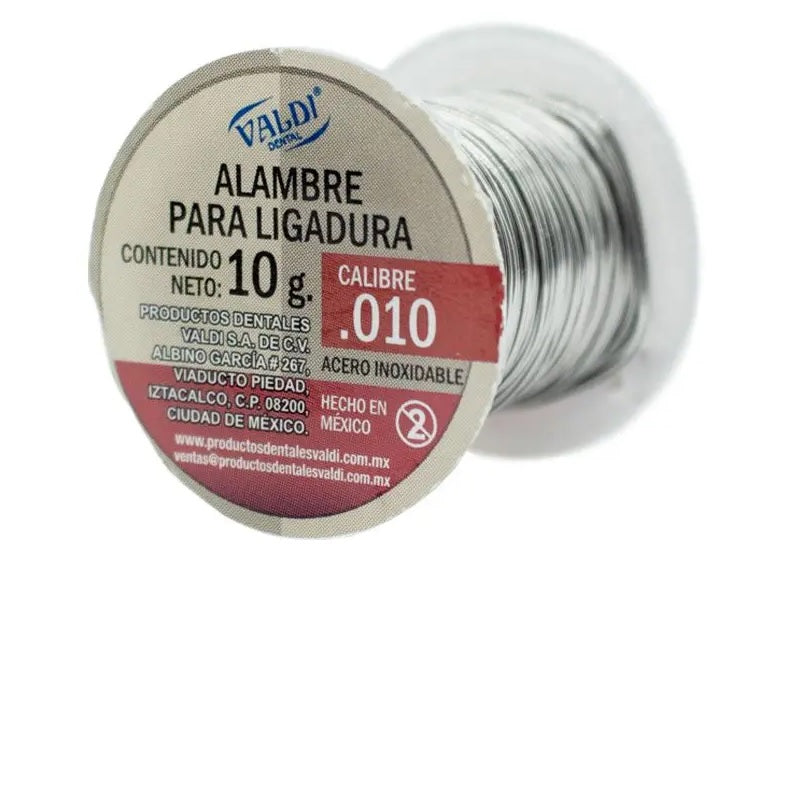 VALDI®
DENTAL
ALAMBRE
PARA LIGADURA
CONTENIDO
NETO: 10 g.
CALIBRE
.010
ACERO INOXIDABLE
PRODUCTOS DENTALES
VALDI S.A. DE C.V.
ALBINO GARCÍA # 267,
VIADUCTO PIEDAD,
IZTACALCO, C.P. 08200,
CIUDAD DE MÉXICO.
HECHO EN
MÉXICO
2
www.productosdentalesvaldi.com.mx
ventas@productosdentalesvaldi.com.mx